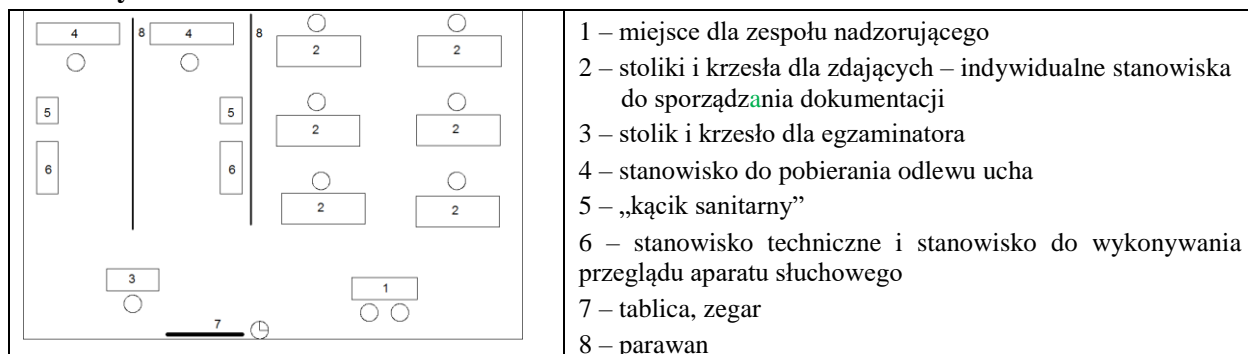 4 8 4 8 2 2
5 5 2 2
6 6 2 2
3 1
7
1 – miejsce dla zespołu nadzorującego
2 – stoliki i krzesła dla zdających – indywidualne stanowiska
do sporządzania dokumentacji
3 – stolik i krzesło dla egzaminatora
4 – stanowisko do pobierania odlewu ucha
5 – „kącik sanitarny”
6 – stanowisko techniczne i stanowisko do wykonywania
przeglądu aparatu słuchowego
7 – tablica, zegar
8 – parawan